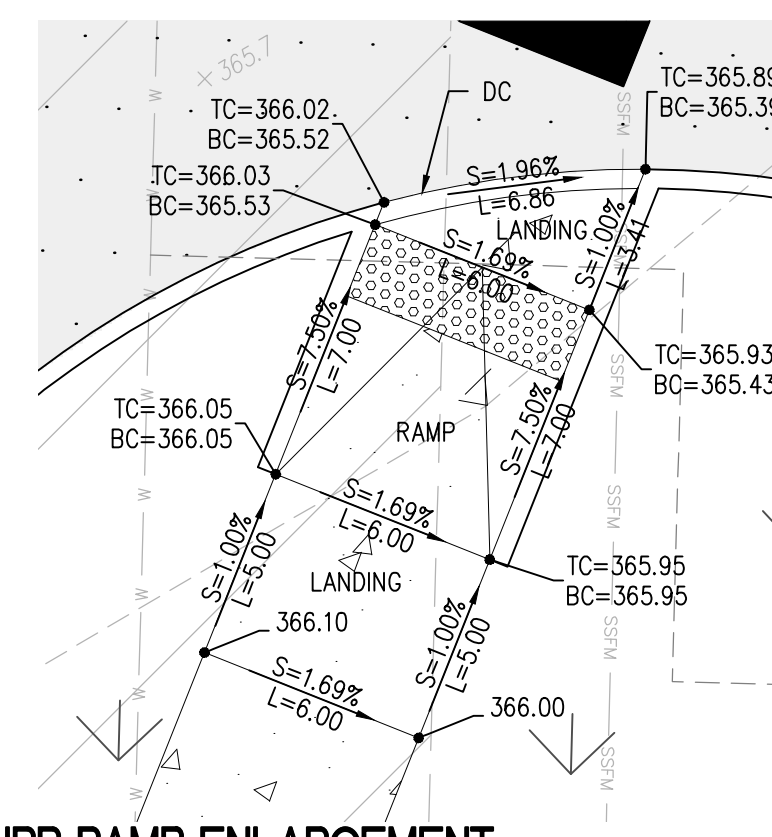 × 365.7
TC=366.02
BC=365.52
DC
TC=365.89
BC=365.39
TC=366.03
BC=365.53
S=1.96%
L=6.86
LANDING
S=1.00%
L=3.41
S=1.69%
L=6.00
S=7.50%
L=7.00
TC=365.93
BC=365.43
TC=366.05
BC=366.05
RAMP
S=7.50%
L=7.00
S=1.69%
L=6.00
S=1.00%
L=5.00
LANDING
TC=365.95
BC=365.95
366.10
S=1.00%
L=5.00
S=1.69%
L=6.00
366.00
W
W
W
W
W
W
W
W
SSFM
SSFM
SSFM
SSFM
SSFM
RAMP ENLARGEMENT